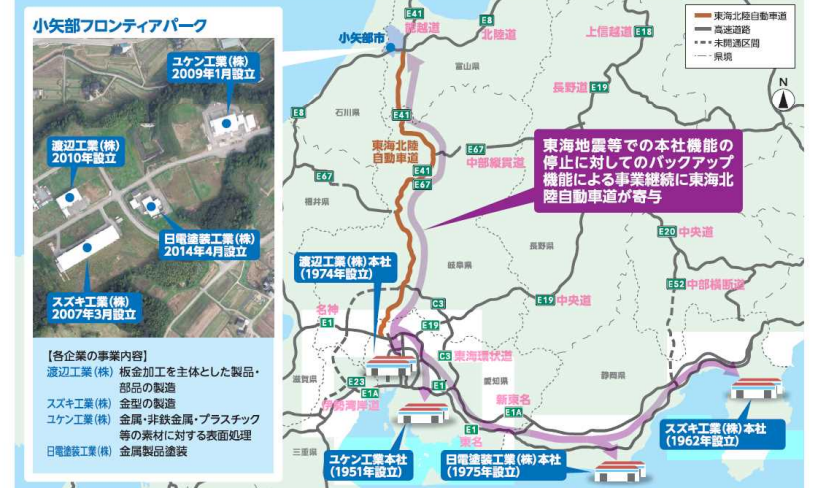 小矢部フロンティアパーク
ユケン工業(株)
2009年1月設立
渡辺工業(株)
2010年設立
日電塗装工業(株)
2014年4月設立
スズキ工業(株)
2007年3月設立
【各企業の事業内容】
渡辺工業(株) 板金加工を主体とした製品・
部品の製造
スズキ工業(株) 金型の製造
ユケン工業(株) 金属・非鉄金属・プラスチック
等の素材に対する表面処理
日電塗装工業(株) 金属製品塗装
東海北陸自動車道
高速道路
未開通区間
県境
N
E41
能越道
E8
北陸道
上信越道
E18
小矢部市
富山県
長野道
E19
石川県
E8
E41
東海北陸
自動車道
E67
中部縦貫道
東海地震等での本社機能の
停止に対してのバックアップ
機能による事業継続に東海北
陸自動車道が寄与
E41
E67
E67
福井県
E20
中央道
長野県
岐阜県
渡辺工業(株)本社
(1974年設立)
E52
中部横断道
C3
E19
中央道
名神
E1
E19
C3
東海環状道
静岡県
滋賀県
E23
E1A
E1
愛知県
伊勢湾岸道
新東名
E1A
E1
東名
三重県
ユケン工業本社
(1951年設立)
日電塗装工業(株)本社
(1975年設立)
スズキ工業(株)本社
(1962年設立)